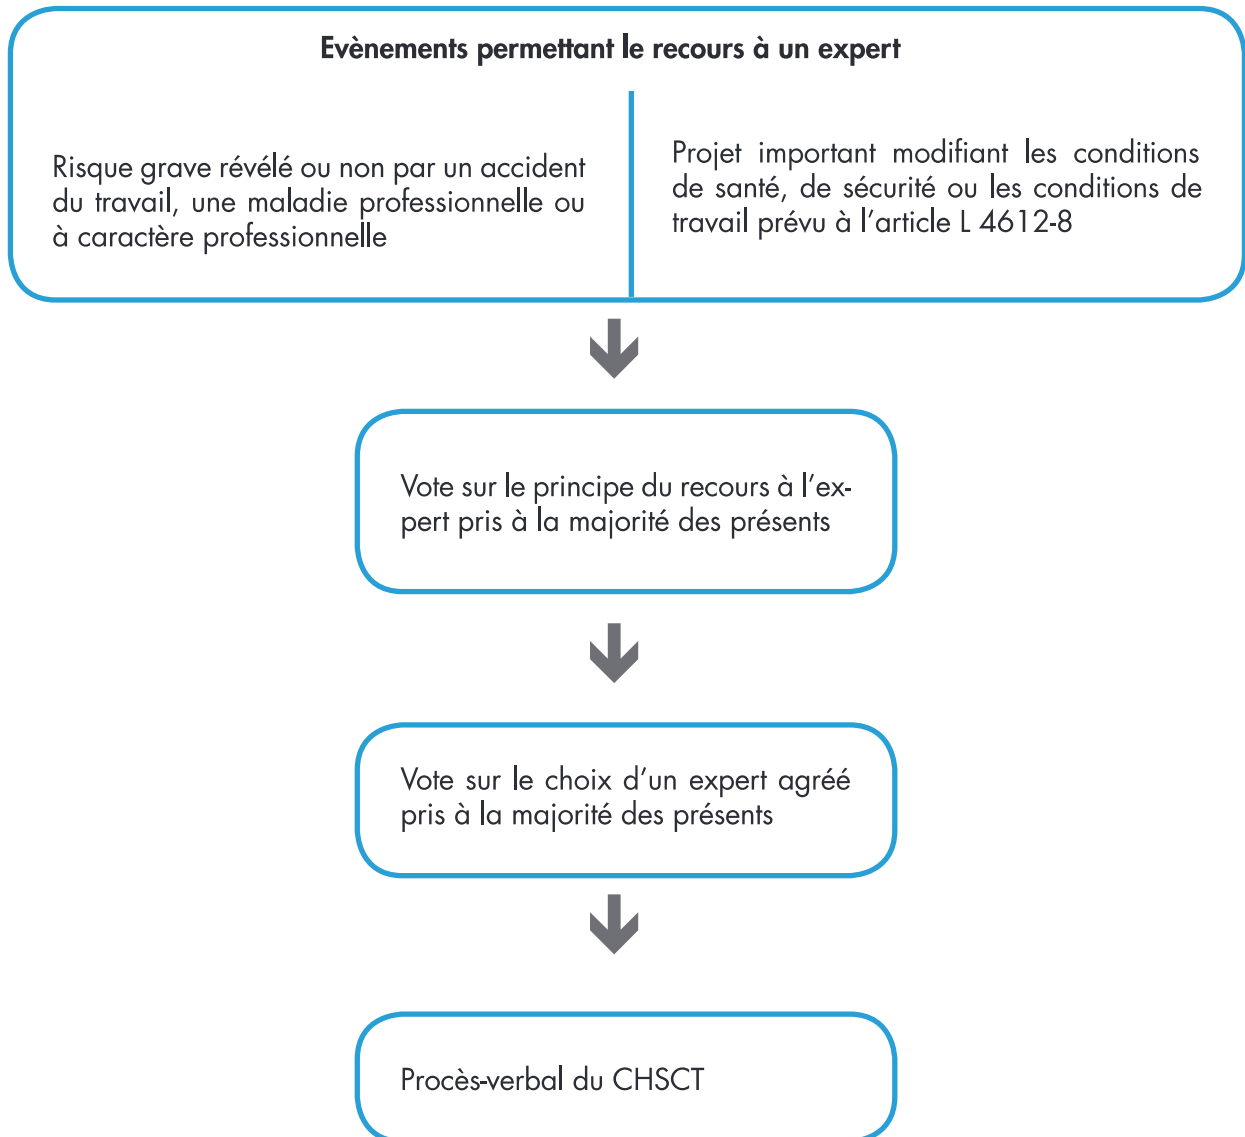 Evènements permettant le recours à un expert
Risque grave révélé ou non par un accident
du travail, une maladie professionnelle ou
à caractère professionnelle
Projet important modifiant les conditions
de santé, de sécurité ou les conditions de
travail prévu à l'article L 4612-8
Vote sur le principe du recours à l'ex-
pert pris à la majorité des présents
Vote sur le choix d'un expert agréé
pris à la majorité des présents
Procès-verbal du CHSCT